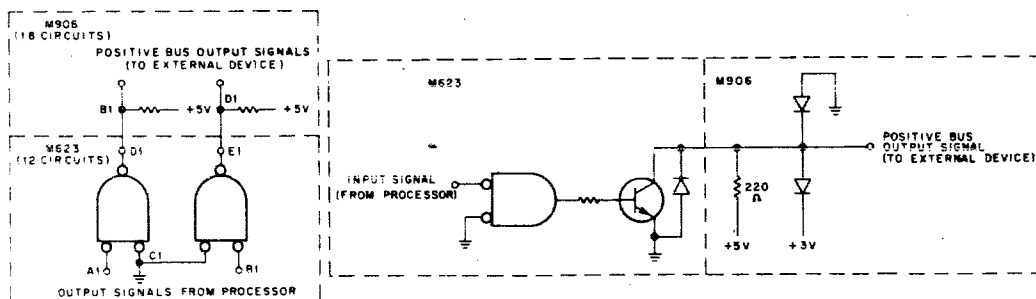 M906
(18 CIRCUITS)
POSITIVE BUS OUTPUT SIGNALS
(TO EXTERNAL DEVICE)
B1
+5V
D1
+5V
M623
(12 CIRCUITS)
D1
E1
A1
C1
B1
OUTPUT SIGNALS FROM PROCESSOR
M623
INPUT SIGNAL
(FROM PROCESSOR)
M906
220
Ω
+5V
+3V
POSITIVE BUS
OUTPUT SIGNAL
(TO EXTERNAL DEVICE)